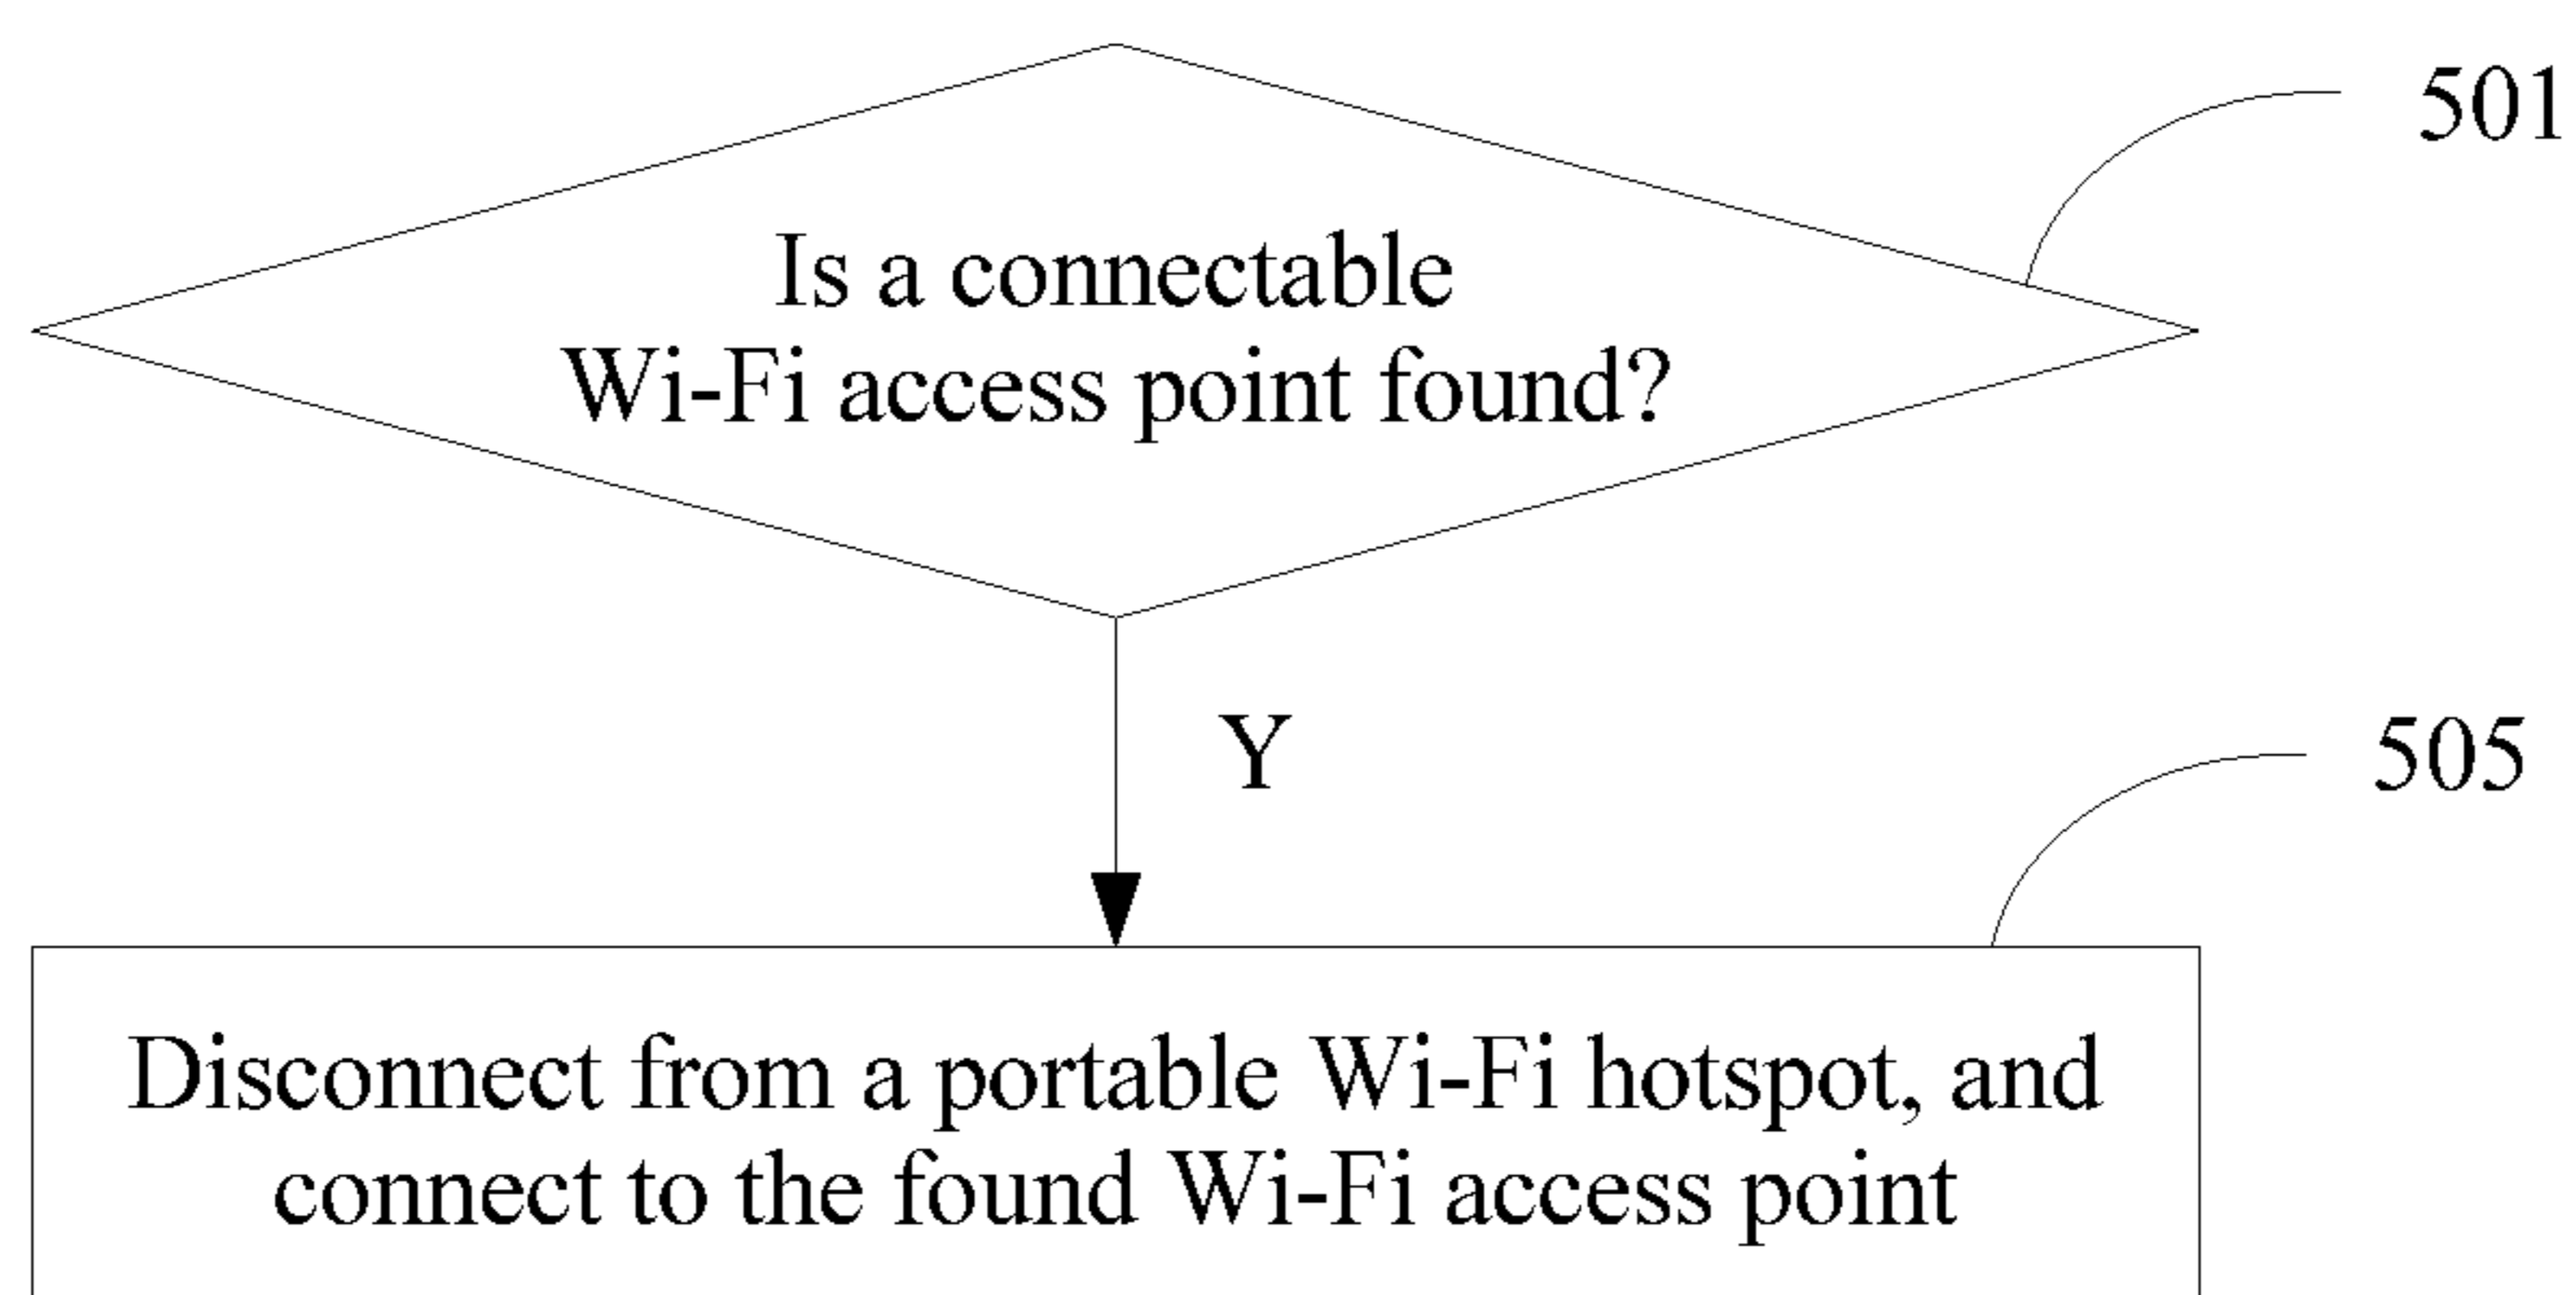 501
Is a connectable
Wi-Fi access point found?
Y
505
Disconnect from a portable Wi-Fi hotspot, and
connect to the found Wi-Fi access point